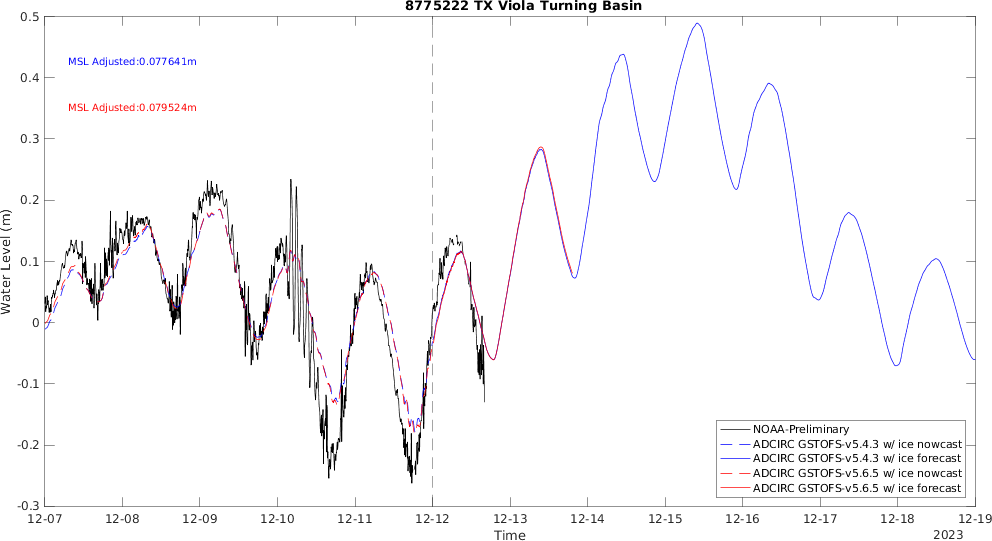 8775222 TX Viola Turning Basin
MSL Adjusted:0.077641m
MSL Adjusted:0.079524m
Water Level (m)
0.5
0.4
0.3
0.2
0.1
0
-0.1
-0.2
-0.3
NOAA-Preliminary
ADCIRC GSTOFS-v5.4.3 w/ ice nowcast
ADCIRC GSTOFS-v5.4.3 w/ ice forecast
ADCIRC GSTOFS-v5.6.5 w/ ice nowcast
ADCIRC GSTOFS-v5.6.5 w/ ice forecast
12-07 12-08 12-09 12-10 12-11 12-12 12-13 12-14 12-15 12-16 12-17 12-18 12-19
Time
2023